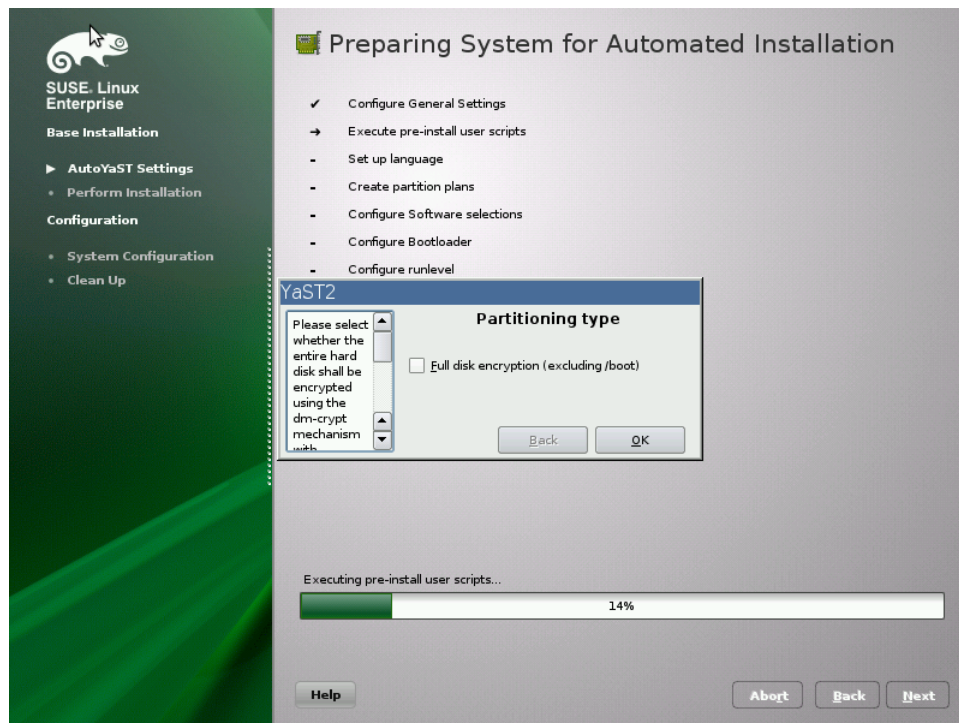 SUSE. Linux
Enterprise
Base Installation
AutoYaST Settings
Perform Installation
Configuration
System Configuration
Clean Up
Preparing System for Automated Installation
✔ Configure General Settings
→ Execute pre-install user scripts
- Set up language
- Create partition plans
- Configure Software selections
- Configure Bootloader
- Configure runlevel
YaST2
Please select
whether the
entire hard
disk shall be
encrypted
using the
dm-crypt
mechanism
with
Partitioning type
Full disk encryption (excluding /boot)
Back
OK
Executing pre-install user scripts...
14%
Help
Abort
Back
Next